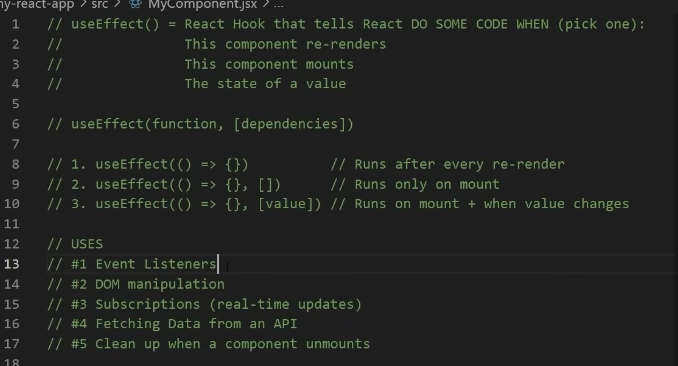 my-react-app > src > MyComponent.jsx > ...
1 // useEffect() = React Hook that tells React DO SOME CODE WHEN (pick one):
2 // This component re-renders
3 // This component mounts
4 // The state of a value
5
6 // useEffect(function, [dependencies])
7
8 // 1. useEffect(() => {}) // Runs after every re-render
9 // 2. useEffect(() => {}, []) // Runs only on mount
10 // 3. useEffect(() => {}, [value]) // Runs on mount + when value changes
11
12 // USES
13 // #1 Event Listeners
14 // #2 DOM manipulation
15 // #3 Subscriptions (real-time updates)
16 // #4 Fetching Data from an API
17 // #5 Clean up when a component unmounts
18